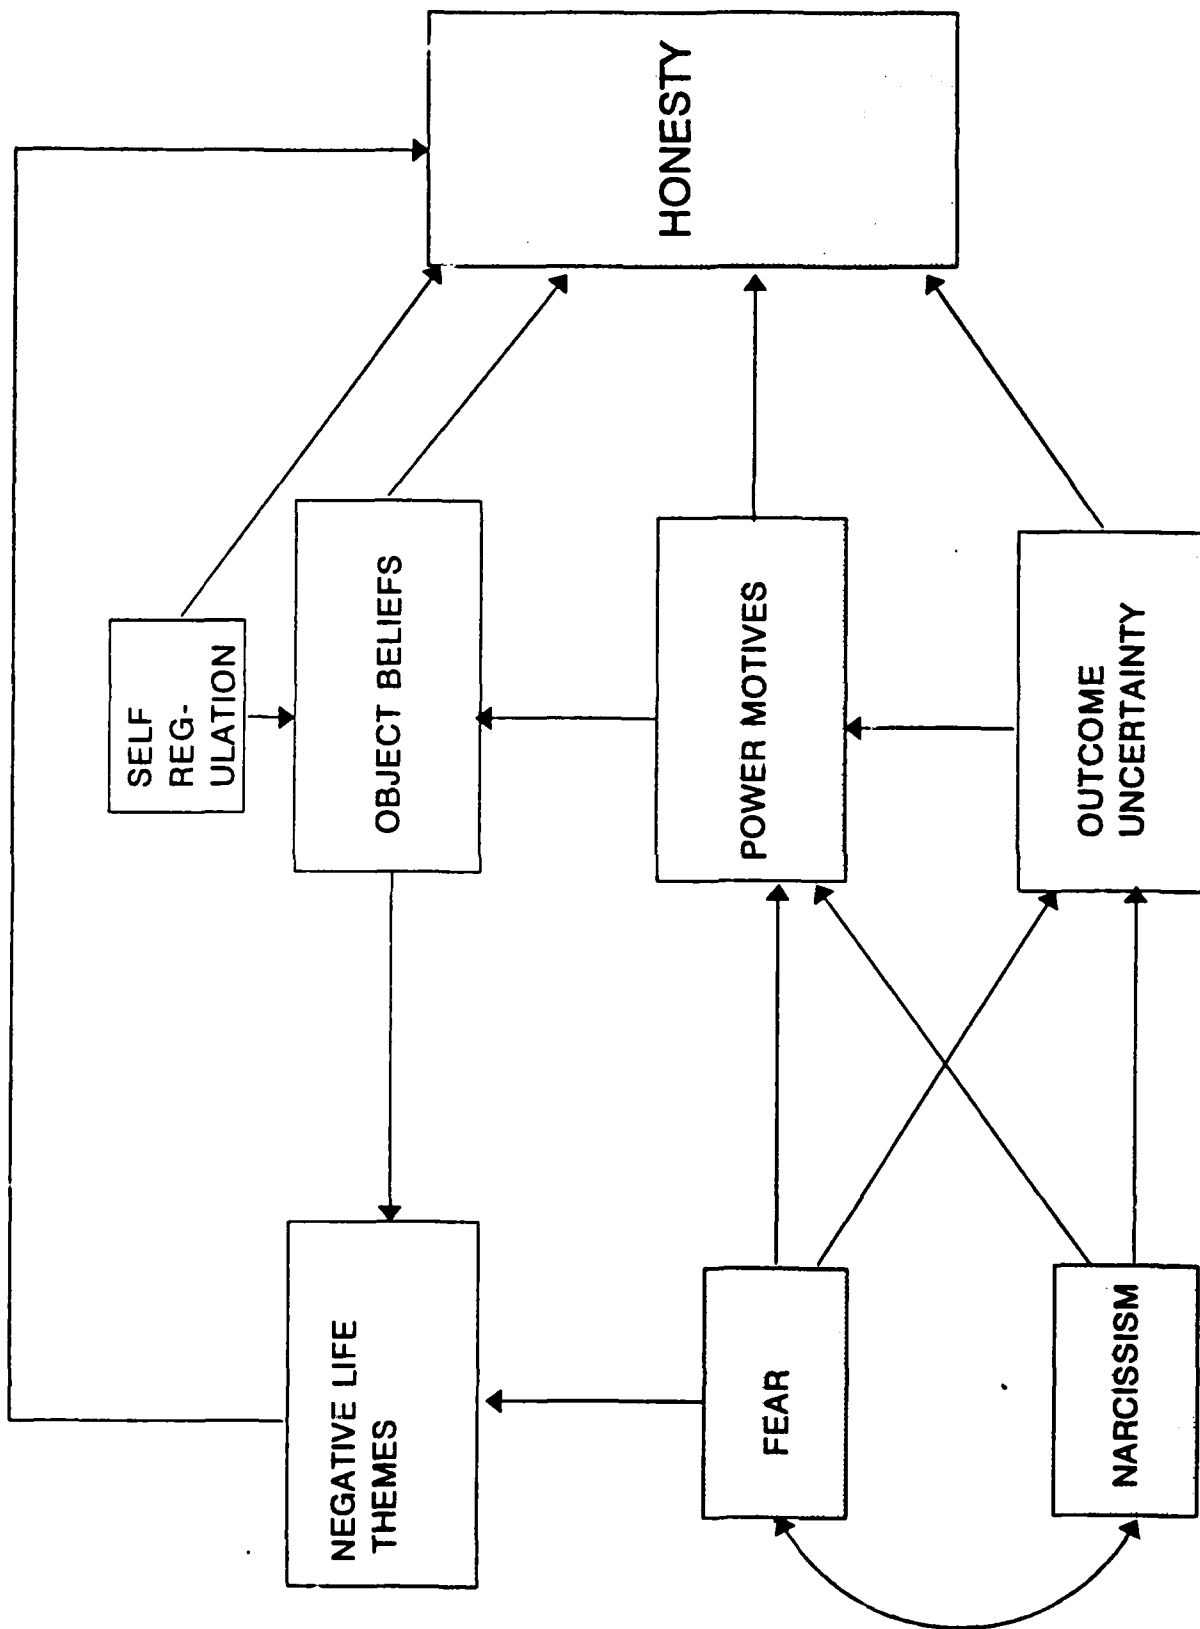 NEGATIVE LIFE
THEMES
FEAR
NARCISSISM
SELF
REG-
ULATION
OBJECT BELIEFS
POWER MOTIVES
OUTCOME
UNCERTAINTY
HONESTY